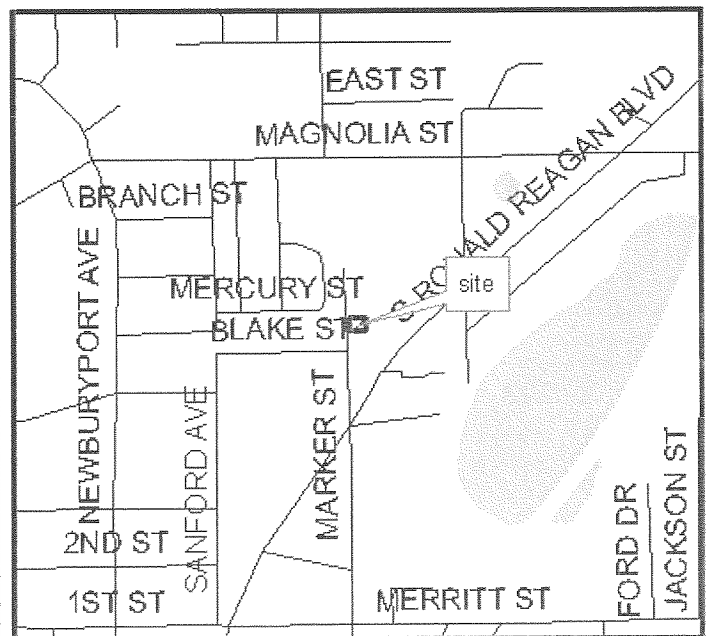 EAST ST
MAGNOLIA ST
C RONALD REAGAN BLVD
BRANCH ST
NEWBURYPORT AVE
MERCURY ST
site
BLAKE ST
SANFORD AVE
MARKER ST
2ND ST
1ST ST
MERRITT ST
FORD DR
JACKSON ST